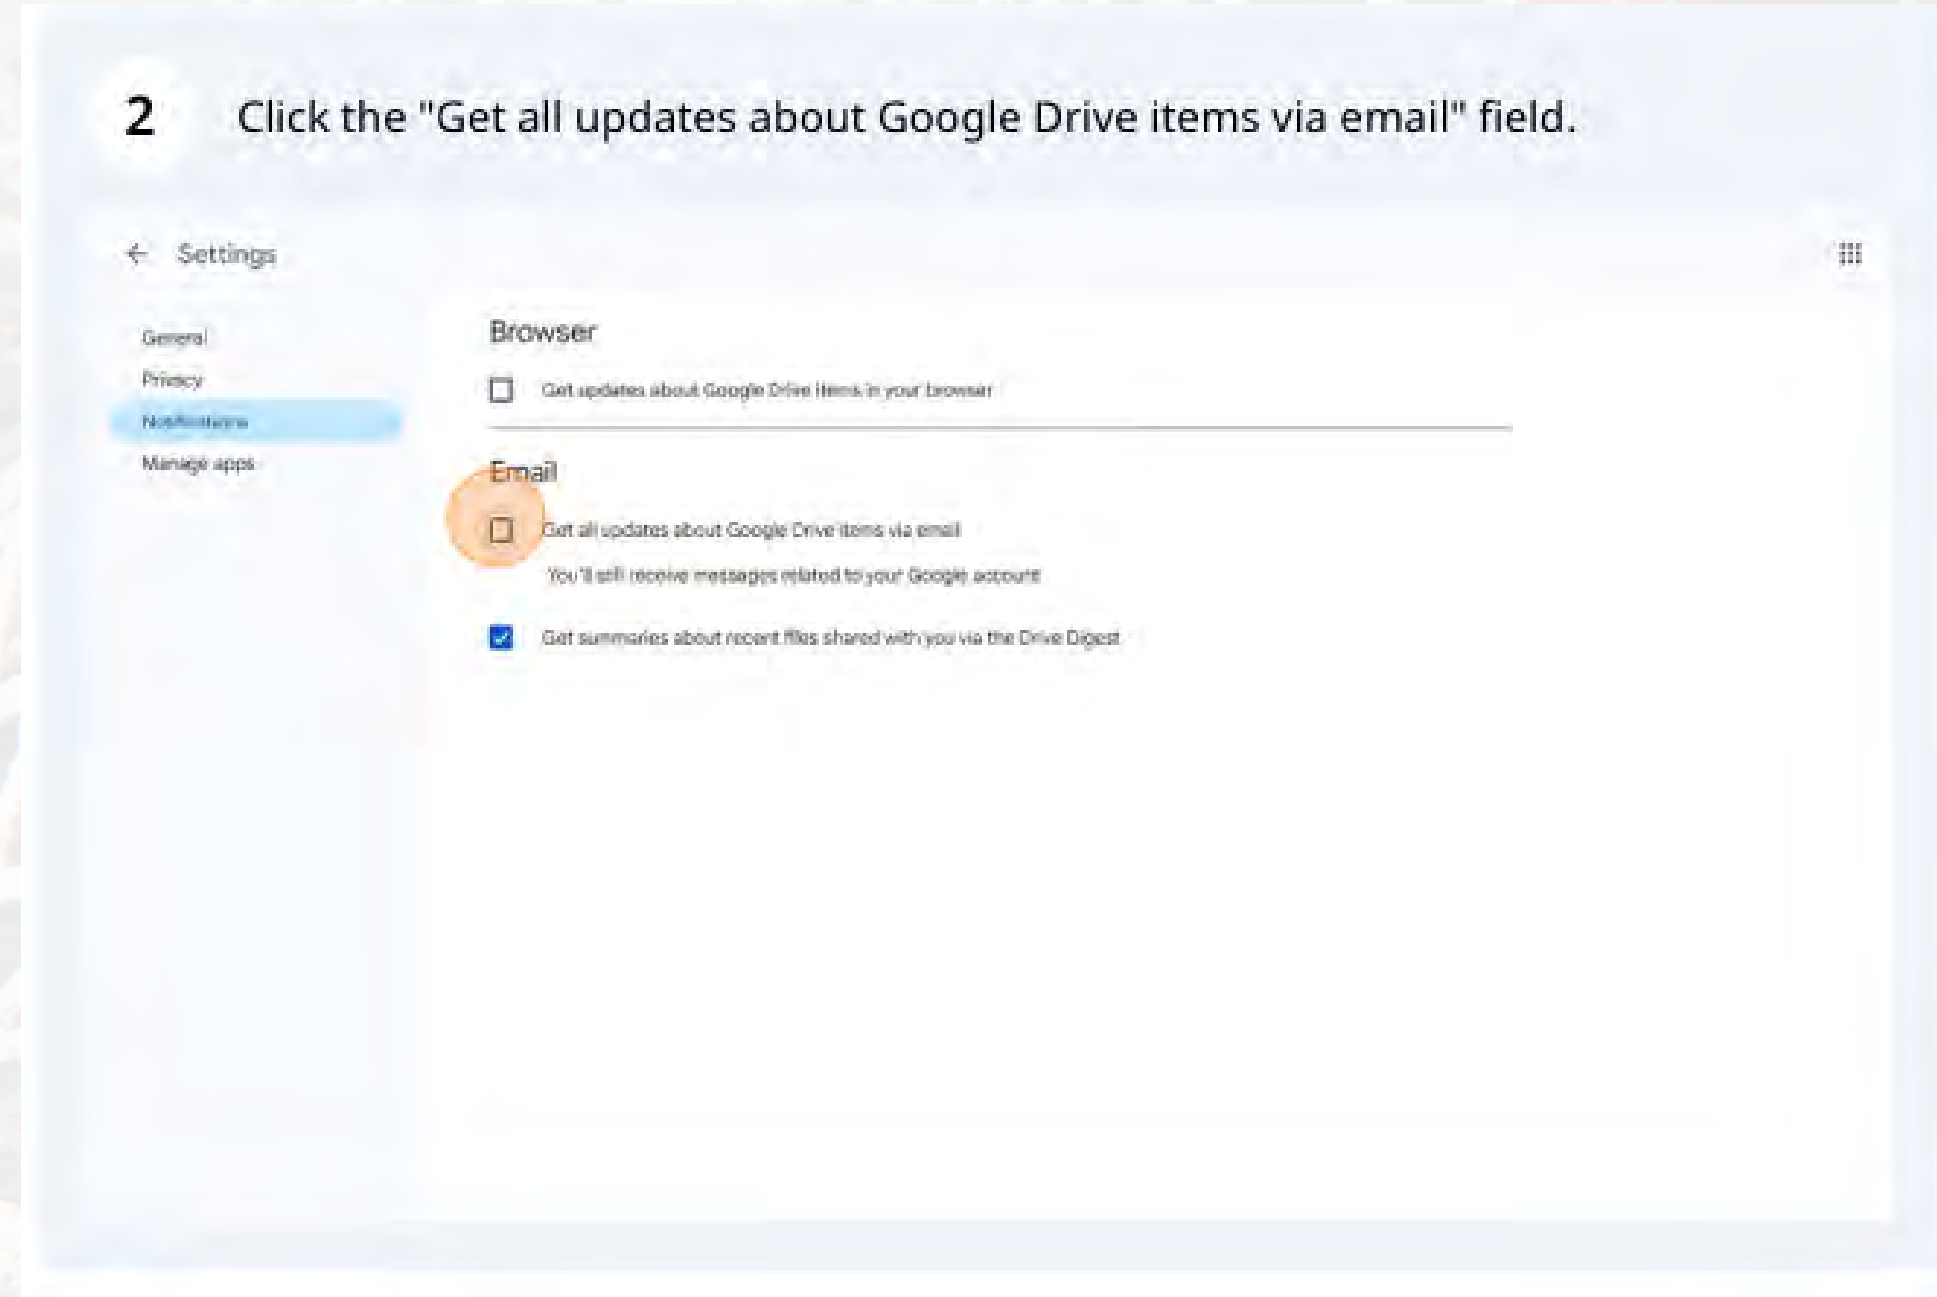 2 Click the "Get all updates about Google Drive items via email" field.
Settings
General
Privacy
Notifications
Manage apps
Browser
Get updates about Google Drive items in your browser
Email
Get all updates about Google Drive items via email
You'll still receive messages related to your Google account
Get summaries about recent files shared with you via the Drive Digest